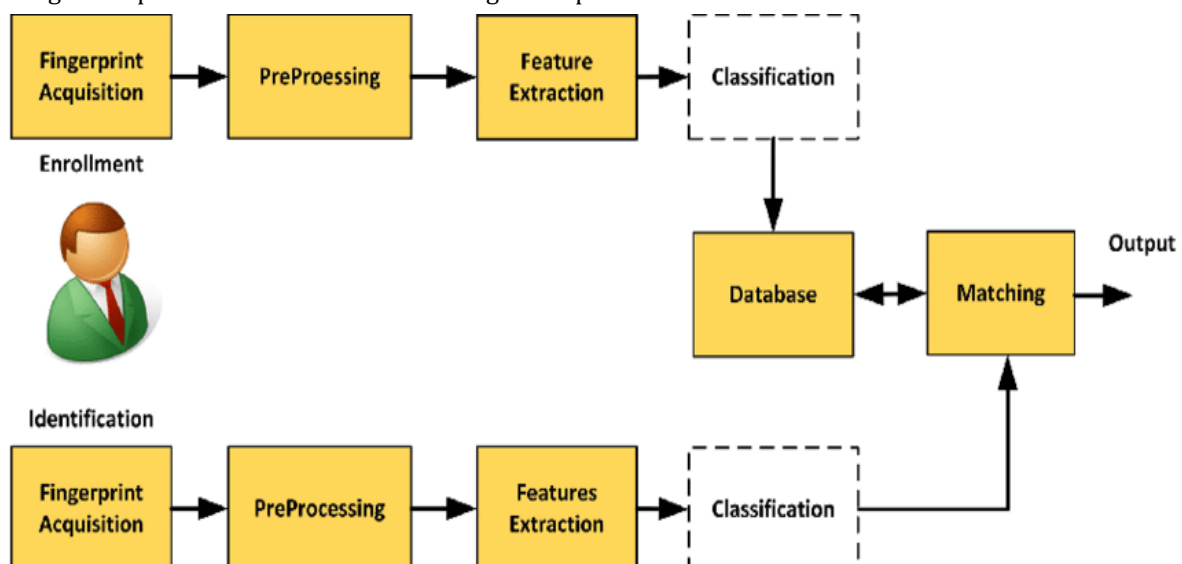 Fingerprint
Acquisition
PreProessing
Feature
Extraction
Classification
Enrollment
Database
Matching
Output
Identification
Fingerprint
Acquisition
PreProcessing
Features
Extraction
Classification